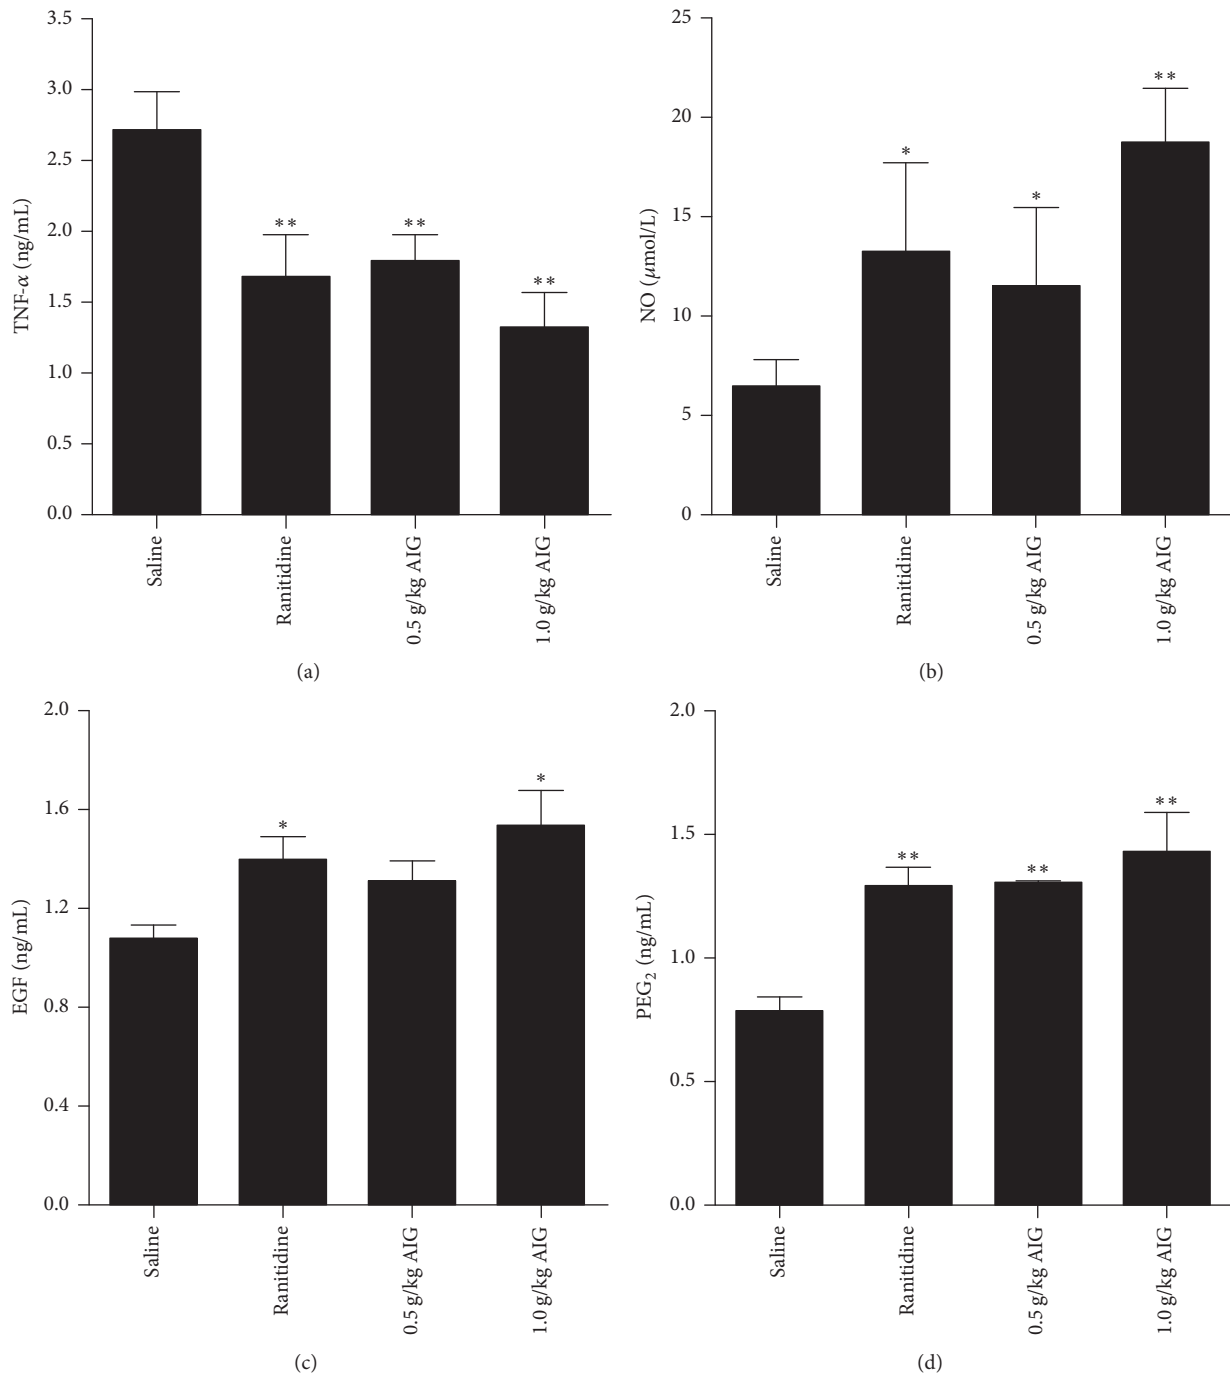 3.5
3.0
2.5
2.0
1.5
1.0
0.5
0.0
TNF-α (ng/mL)
**
**
**
Saline
Ranitidine
0.5 g/kg AIG
1.0 g/kg AIG
(a)
25
20
15
10
5
0
NO (μmol/L)
*
*
**
Saline
Ranitidine
0.5 g/kg AIG
1.0 g/kg AIG
(b)
2.0
1.6
1.2
0.8
0.4
0.0
EGF (ng/mL)
*
*
Saline
Ranitidine
0.5 g/kg AIG
1.0 g/kg AIG
(c)
2.0
1.5
1.0
0.5
0.0
PEG₂ (ng/mL)
**
**
**
Saline
Ranitidine
0.5 g/kg AIG
1.0 g/kg AIG
(d)